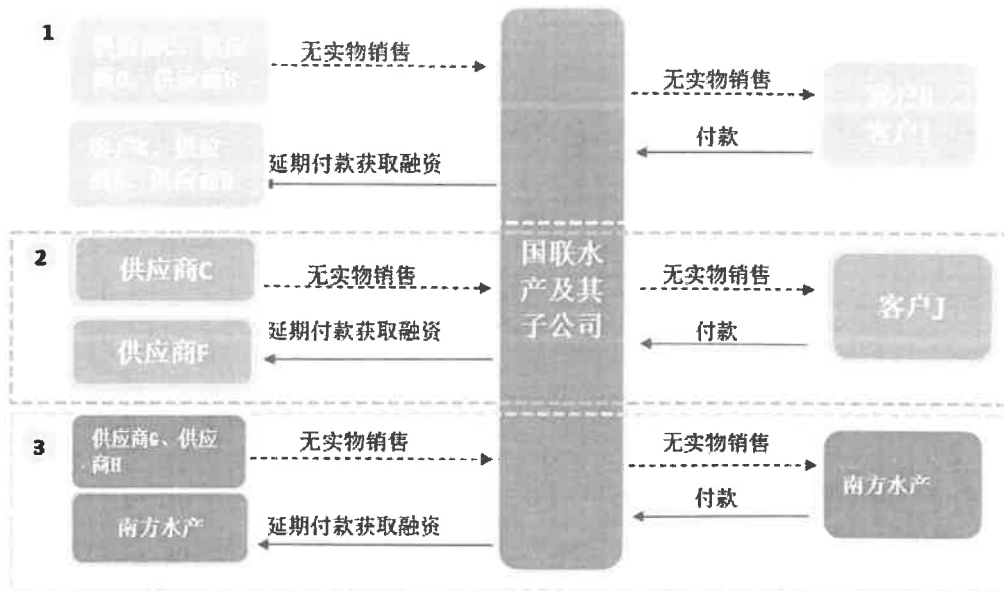 1
无实物销售
无实物销售
付款
延期付款获取融资
2
供应商C
无实物销售
供应商F
延期付款获取融资
国联水
产及其
子公司
无实物销售
付款
客户J
3
供应商G、供应
商H
无实物销售
南方水产
延期付款获取融资
无实物销售
付款
南方水产